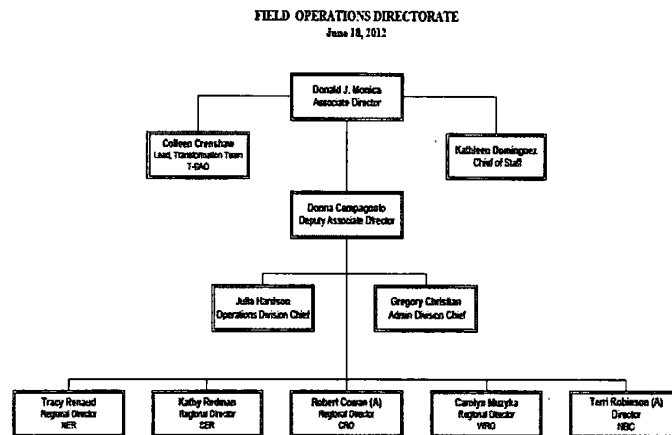 FIELD OPERATIONS DIRECTORATE
June 18, 2012
Donald J. Monica
Associate Director
Colleen Crenshaw
Lead, Transformation Team
Kathleen Dominguez
Chief of Staff
Donna Campagnolo
Deputy Associate Director
Julia Harrison
Operations Division Chief
Gregory Christian
Admin Division Chief
Tracy Renaud
Regional Director
NER
Kathy Redman
Regional Director
SER
Robert Cowan (A)
Regional Director
CRO
Carolyn Muzyka
Regional Director
WRO
Terri Robinson (A)
Director
NBC